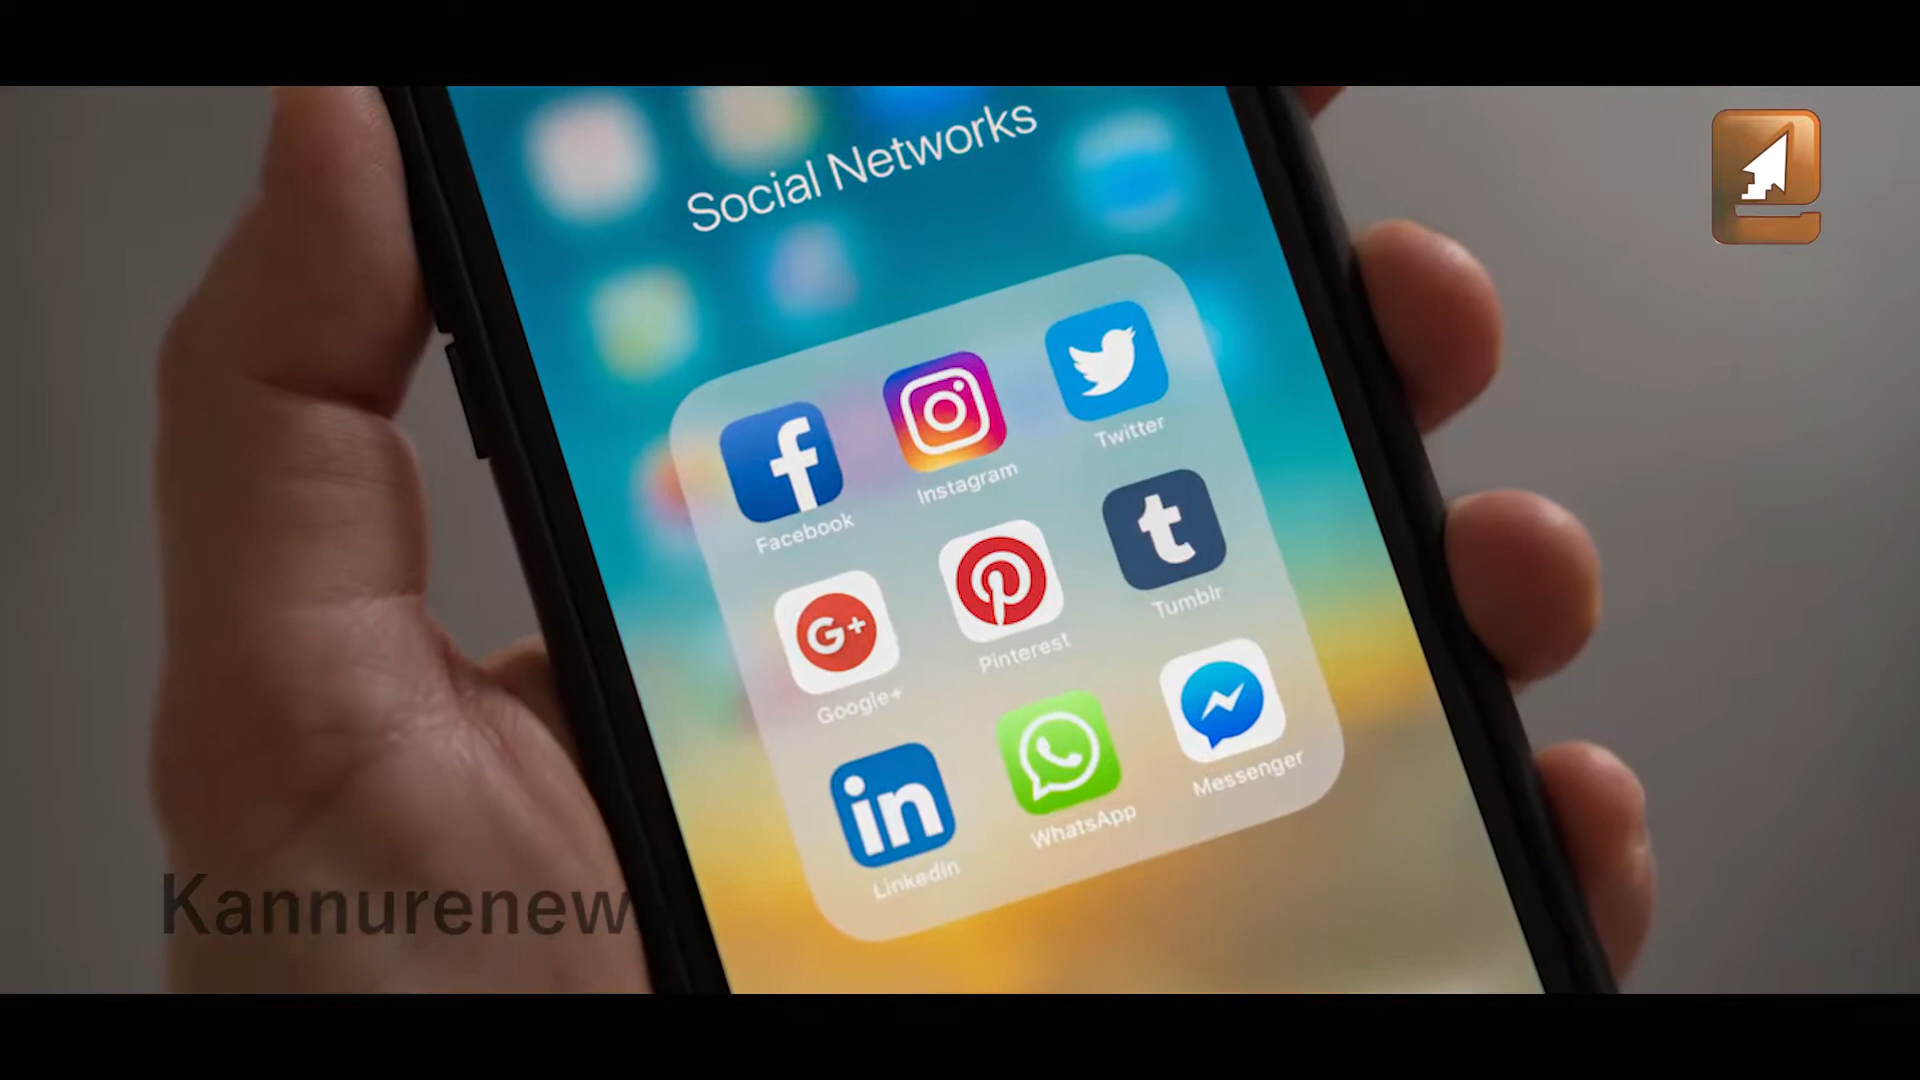 Social Networks
Facebook
Instagram
Twitter
Google+
Pinterest
Tumblr
LinkedIn
WhatsApp
Messenger
Kannurenew